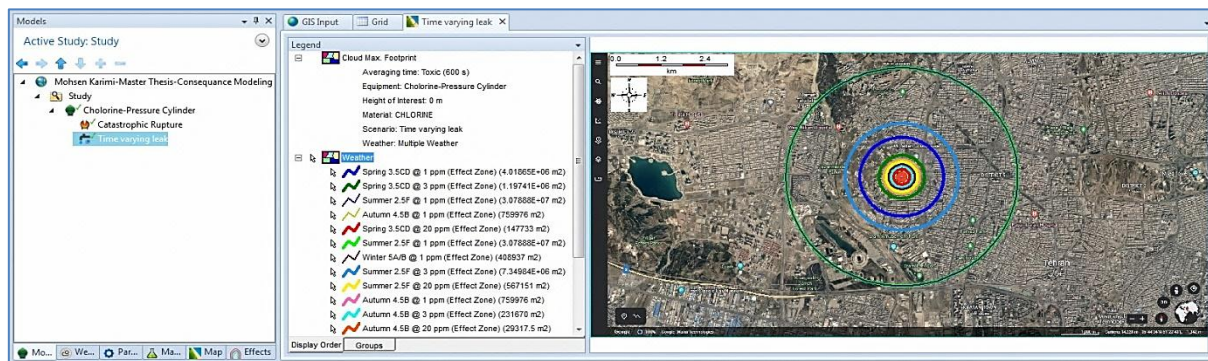 Models
Active Study: Study
Mohsen Karimi-Master Thesis-Consequance Modeling
Study
Cholorine-Pressure Cylinder
Catastrophic Rupture
Time varying leak
Mo...
We...
Par...
Ma...
Map
Effects
GIS Input
Grid
Time varying leak
Legend
Cloud Max. Footprint
Averaging time: Toxic (600 s)
Equipment: Cholorine-Pressure Cylinder
Height of Interest: 0 m
Material: CHLORINE
Scenario: Time varying leak
Weather: Multiple Weather
Weather
Spring 3.5CD @ 1 ppm (Effect Zone) (4.01865E+06 m2)
Spring 3.5CD @ 3 ppm (Effect Zone) (1.19741E+06 m2)
Summer 2.5F @ 1 ppm (Effect Zone) (3.07888E+07 m2)
Autumn 4.5B @ 1 ppm (Effect Zone) (759976 m2)
Spring 3.5CD @ 20 ppm (Effect Zone) (147733 m2)
Summer 2.5F @ 1 ppm (Effect Zone) (3.07888E+07 m2)
Winter 5A/B @ 1 ppm (Effect Zone) (408937 m2)
Summer 2.5F @ 3 ppm (Effect Zone) (7.34984E+06 m2)
Summer 2.5F @ 20 ppm (Effect Zone) (567151 m2)
Autumn 4.5B @ 1 ppm (Effect Zone) (759976 m2)
Autumn 4.5B @ 3 ppm (Effect Zone) (231670 m2)
Autumn 4.5B @ 20 ppm (Effect Zone) (29317.5 m2)
Display Order
Groups
0.0 1.2 2.4
km
Tehran